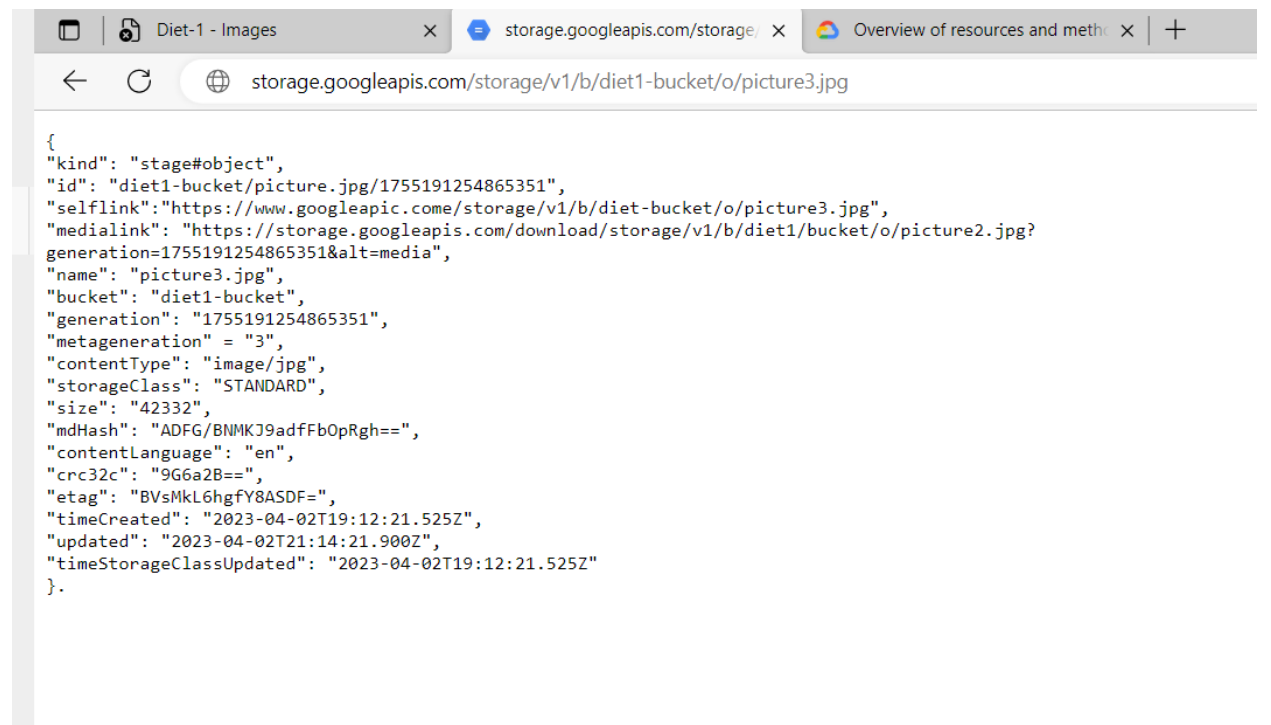 Diet-1 - Images
storage.googleapis.com/storage/
Overview of resources and metho
storage.googleapis.com/storage/v1/b/diet1-bucket/o/picture3.jpg
{
"kind": "stage#object",
"id": "diet1-bucket/picture.jpg/1755191254865351",
"selflink":"https://www.googleapic.come/storage/v1/b/diet-bucket/o/picture3.jpg",
"medialink": "https://storage.googleapis.com/download/storage/v1/b/diet1/bucket/o/picture2.jpg?
generation=1755191254865351&alt=media",
"name": "picture3.jpg",
"bucket": "diet1-bucket",
"generation": "1755191254865351",
"metageneration" = "3",
"contentType": "image/jpg",
"storageClass": "STANDARD",
"size": "42332",
"mdHash": "ADFG/BNMKJ9adfFbOpRgh==",
"contentLanguage": "en",
"crc32c": "9G6a2B==",
"etag": "BVsMkL6hgfY8ASDF=",
"timeCreated": "2023-04-02T19:12:21.525Z",
"updated": "2023-04-02T21:14:21.900Z",
"timeStorageClassUpdated": "2023-04-02T19:12:21.525Z"
}.